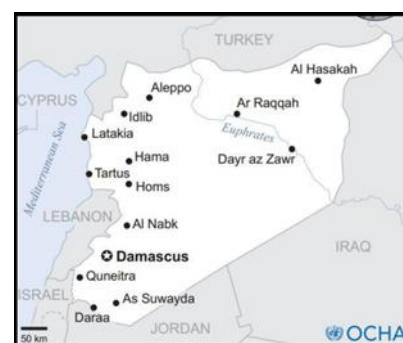 TURKEY
Al Hasakah
Aleppo
CYPRUS
Idlib
Ar Raqqah
Latakia
Euphrates
Hama
Dayr az Zawr
Mediterranean Sea
Tartus
Homs
LEBANON
Al Nabk
IRAQ
Damascus
Quneitra
ISRAEL
As Suwayda
Daraa
50 km
JORDAN
OCHA